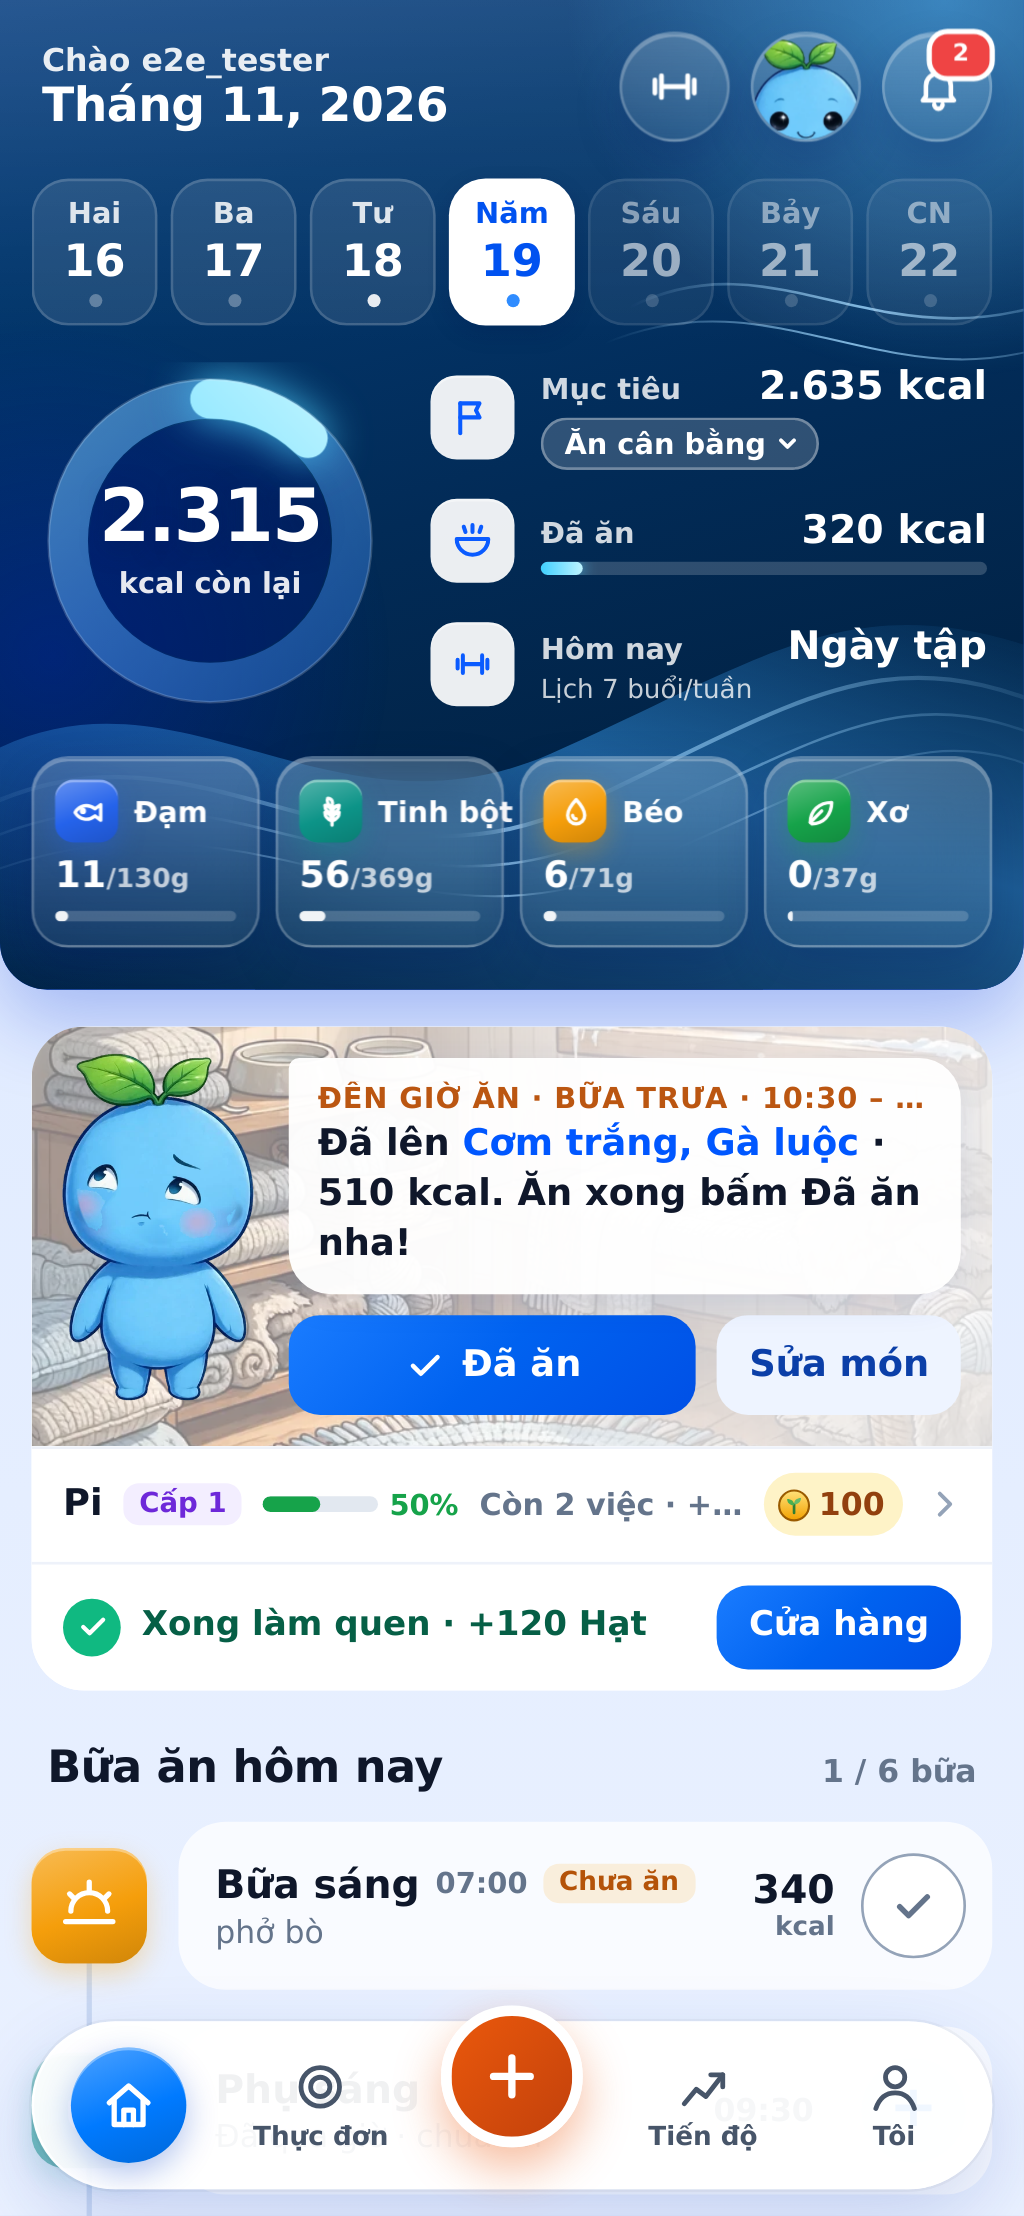 Chào e2e_tester
Tháng 11, 2026
2
Hai Ba Tư Năm Sáu Bảy CN
16 17 18 19 20 21 22
Mục tiêu 2.635 kcal
Ăn cân bằng
2.315
kcal còn lại
Đã ăn 320 kcal
Hôm nay Ngày tập
Lịch 7 buổi/tuần
Đạm Tinh bột Béo Xơ
11/130g 56/369g 6/71g 0/37g
ĐẾN GIỜ ĂN · BỮA TRƯA · 10:30 – …
Đã lên Cơm trắng, Gà luộc ·
510 kcal. Ăn xong bấm Đã ăn
nha!
Đã ăn Sửa món
Pi Cấp 1 50% Còn 2 việc · +… 100
Xong làm quen · +120 Hạt Cửa hàng
Bữa ăn hôm nay 1 / 6 bữa
Bữa sáng 07:00 Chưa ăn 340
phở bò kcal
09:30
Thực đơn Tiến độ Tôi